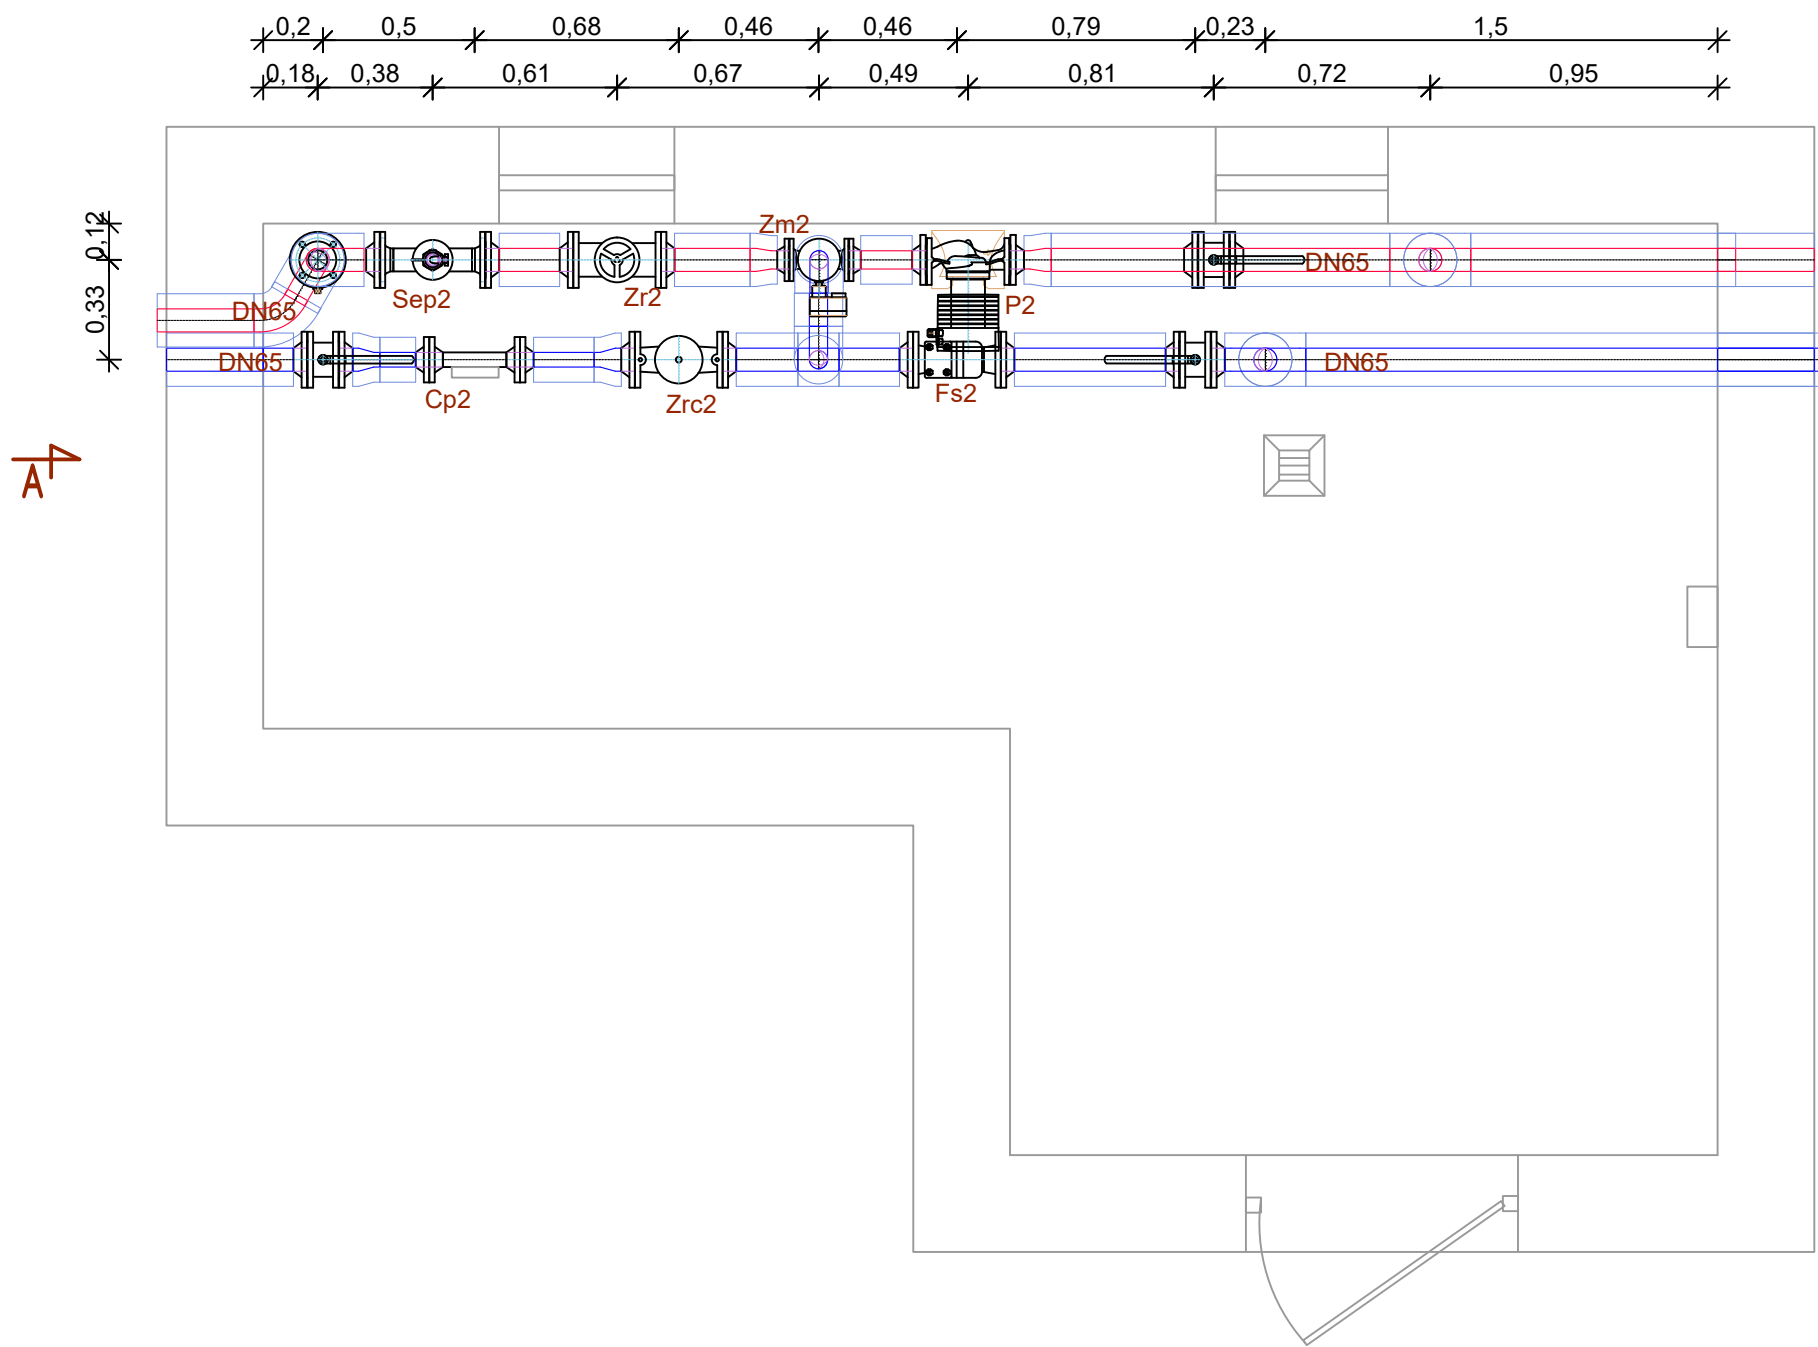 0,2 0,5 0,68 0,46 0,46 0,79 0,23 1,5
0,18 0,38 0,61 0,67 0,49 0,81 0,72 0,95
0,12
0,33
Zm2
DN65
Sep2
Zr2
P2
DN65
DN65
DN65
Cp2
Zrc2
Fs2
A